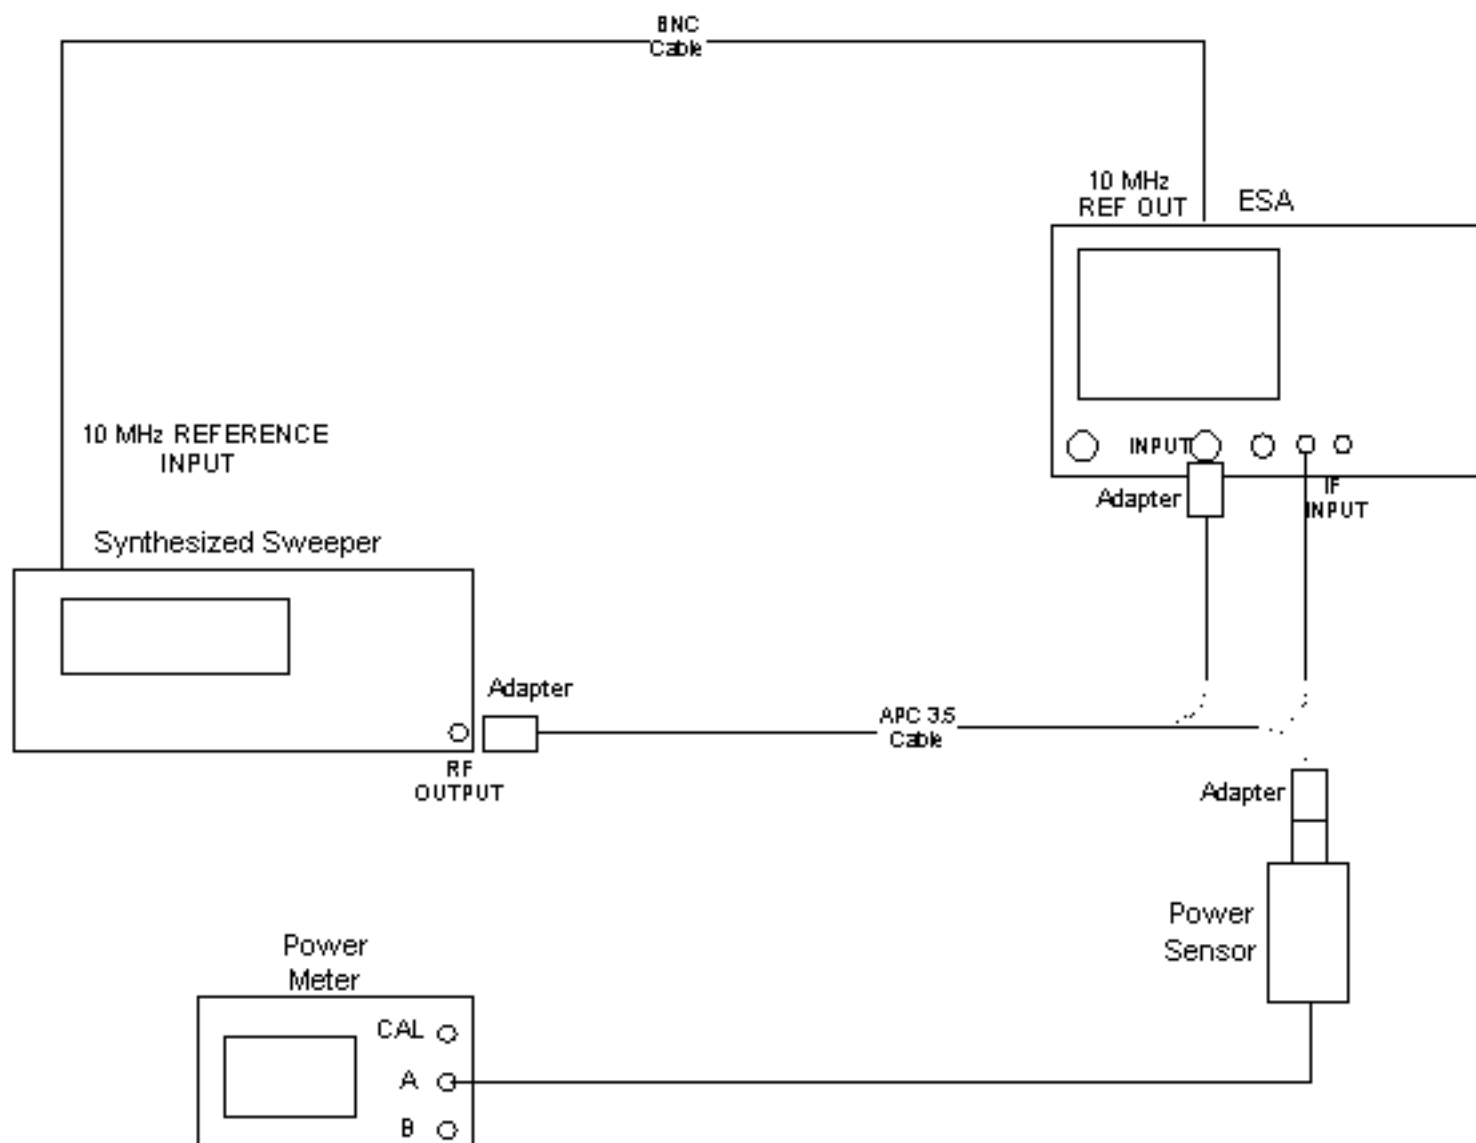 BNC
Cable
10 MHz
REF OUT
ESA
10 MHz REFERENCE
INPUT
INPUT
Adapter
IF
INPUT
Synthesized Sweeper
Adapter
APC 3.5
Cable
RF
OUTPUT
Adapter
Power
Sensor
Power
Meter
CAL
A
B